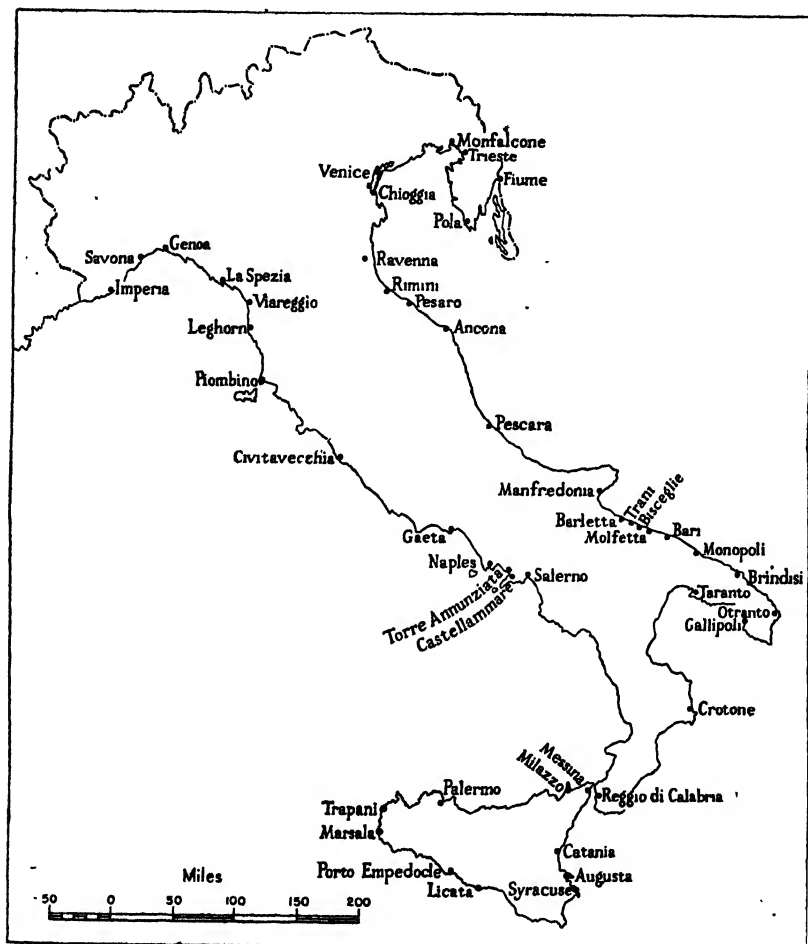 Monfalcone
Trieste
Venice
Fiume
Chioggia
Pola
Genoa
Savona
Ravenna
La Spezia
Rimini
Imperia
Viareggio
Pesaro
Leghorn
Ancona
Piombino
Pescara
Civitavecchia
Manfredonia
Trani
Bisceglie
Barletta
Molfetta
Bari
Gaeta
Monopoli
Naples
Salerno
Brindisi
Torre Annunziata
Castellammare
Taranto
Otranto
Gallipoli
Crotone
Messina
Milazzo
Palermo
Reggio di Calabria
Trapani
Marsala
Catania
Miles
Porto Empedocle
Augusta
Licata
Syracuse
50 0 50 100 150 200